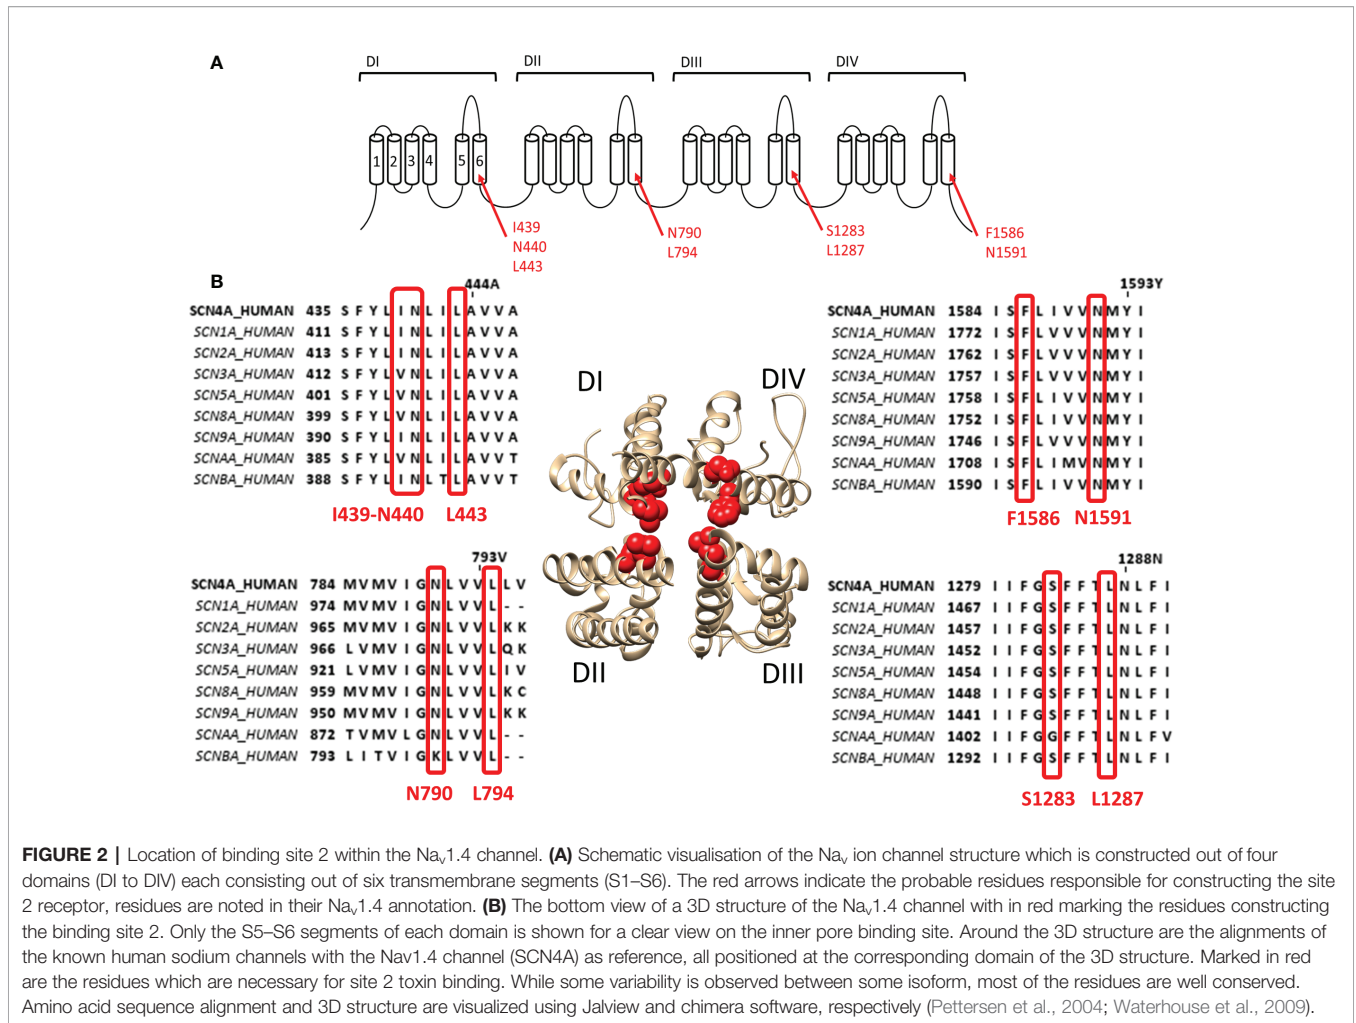 A
DI
DII
DIII
DIV
1 2 3 4 5 6
I439
N440
L443
N790
L794
S1283
L1287
F1586
N1591
B
444A
SCN4A_HUMAN 435 S F Y L I N L I L A V V A
SCN1A_HUMAN 411 S F Y L I N L I L A V V A
SCN2A_HUMAN 413 S F Y L I N L I L A V V A
SCN3A_HUMAN 412 S F Y L V N L I L A V V A
SCN5A_HUMAN 401 S F Y L V N L I L A V V A
SCN8A_HUMAN 399 S F Y L V N L I L A V V A
SCN9A_HUMAN 390 S F Y L I N L I L A V V A
SCNAA_HUMAN 385 S F Y L V N L I L A V V T
SCNBA_HUMAN 388 S F Y L I N L T L A V V T
I439-N440 L443
1593Y
SCN4A_HUMAN 1584 I S F L I V V N M Y I
SCN1A_HUMAN 1772 I S F L V V V N M Y I
SCN2A_HUMAN 1762 I S F L V V V N M Y I
SCN3A_HUMAN 1757 I S F L V V V N M Y I
SCN5A_HUMAN 1758 I S F L V V V N M Y I
SCN8A_HUMAN 1752 I S F L V V V N M Y I
SCN9A_HUMAN 1746 I S F L V V V N M Y I
SCNAA_HUMAN 1708 I S F L I M V N M Y I
SCNBA_HUMAN 1590 I S F L I V V N M Y I
F1586 N1591
DI
DIV
DII
DIII
793V
SCN4A_HUMAN 784 M V M V I G N L V V L L V
SCN1A_HUMAN 974 M V M V I G N L V V L - -
SCN2A_HUMAN 965 M V M V I G N L V V L K K
SCN3A_HUMAN 966 L V M V I G N L V V L Q K
SCN5A_HUMAN 921 L V M V I G N L V V L I V
SCN8A_HUMAN 959 M V M V I G N L V V L K C
SCN9A_HUMAN 950 M V M V I G N L V V L K K
SCNAA_HUMAN 872 T V M V L G N L V V L - -
SCNBA_HUMAN 793 L I T V I G K L V V L - -
N790 L794
1288N
SCN4A_HUMAN 1279 I I F G S F F T L N L F I
SCN1A_HUMAN 1467 I I F G S F F T L N L F I
SCN2A_HUMAN 1457 I I F G S F F T L N L F I
SCN3A_HUMAN 1452 I I F G S F F T L N L F I
SCN5A_HUMAN 1454 I I F G S F F T L N L F I
SCN8A_HUMAN 1448 I I F G S F F T L N L F I
SCN9A_HUMAN 1441 I I F G S F F T L N L F I
SCNAA_HUMAN 1402 I I F G G F F T L N L F V
SCNBA_HUMAN 1292 I I F G S F F T L N L F I
S1283 L1287
FIGURE 2 | Location of binding site 2 within the Nav1.4 channel. (A) Schematic visualisation of the Nav ion channel structure which is constructed out of four
domains (DI to DIV) each consisting out of six transmembrane segments (S1–S6). The red arrows indicate the probable residues responsible for constructing the site
2 receptor, residues are noted in their Nav1.4 annotation. (B) The bottom view of a 3D structure of the Nav1.4 channel with in red marking the residues constructing
the binding site 2. Only the S5–S6 segments of each domain is shown for a clear view on the inner pore binding site. Around the 3D structure are the alignments of
the known human sodium channels with the Nav1.4 channel (SCN4A) as reference, all positioned at the corresponding domain of the 3D structure. Marked in red
are the residues which are necessary for site 2 toxin binding. While some variability is observed between some isoform, most of the residues are well conserved.
Amino acid sequence alignment and 3D structure are visualized using Jalview and chimera software, respectively (Pettersen et al., 2004; Waterhouse et al., 2009).